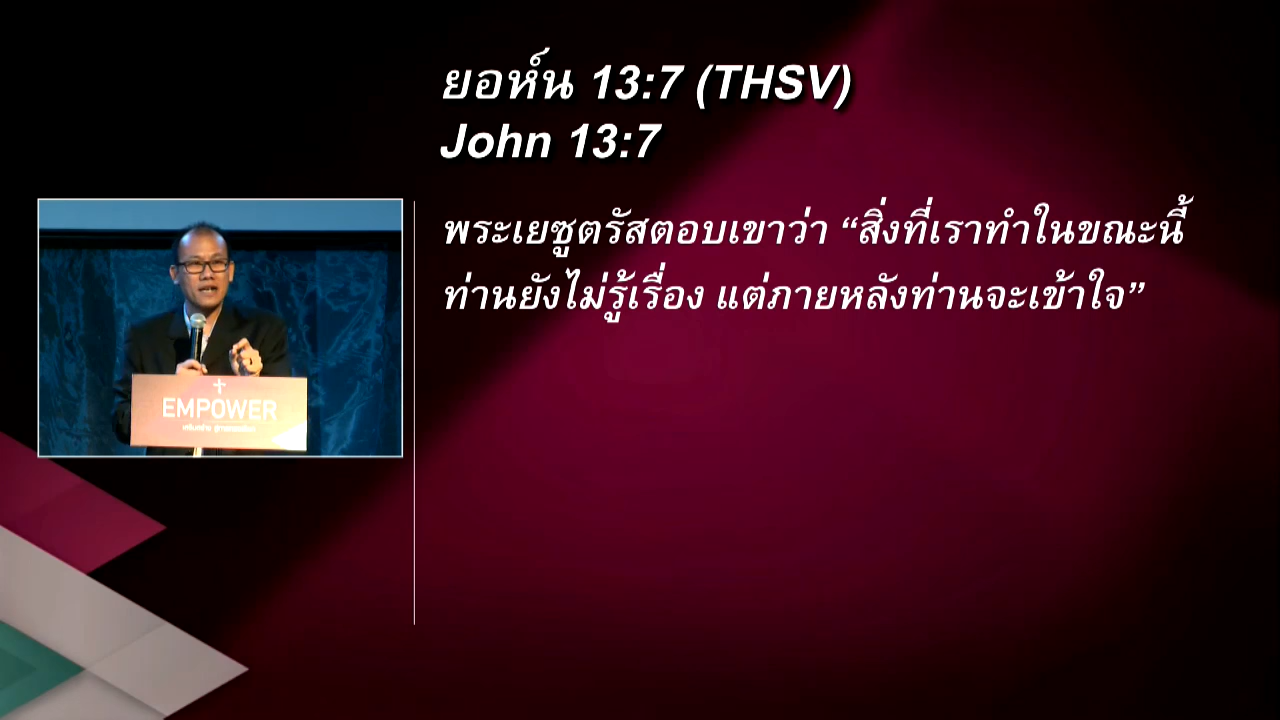 ยอห์น 13:7 (THSV)
John 13:7
พระเยซูตรัสตอบเขาว่า “สิ่งที่เราทำในขณะนี้
ท่านยังไม่รู้เรื่อง แต่ภายหลังท่านจะเข้าใจ”
EMPOWER